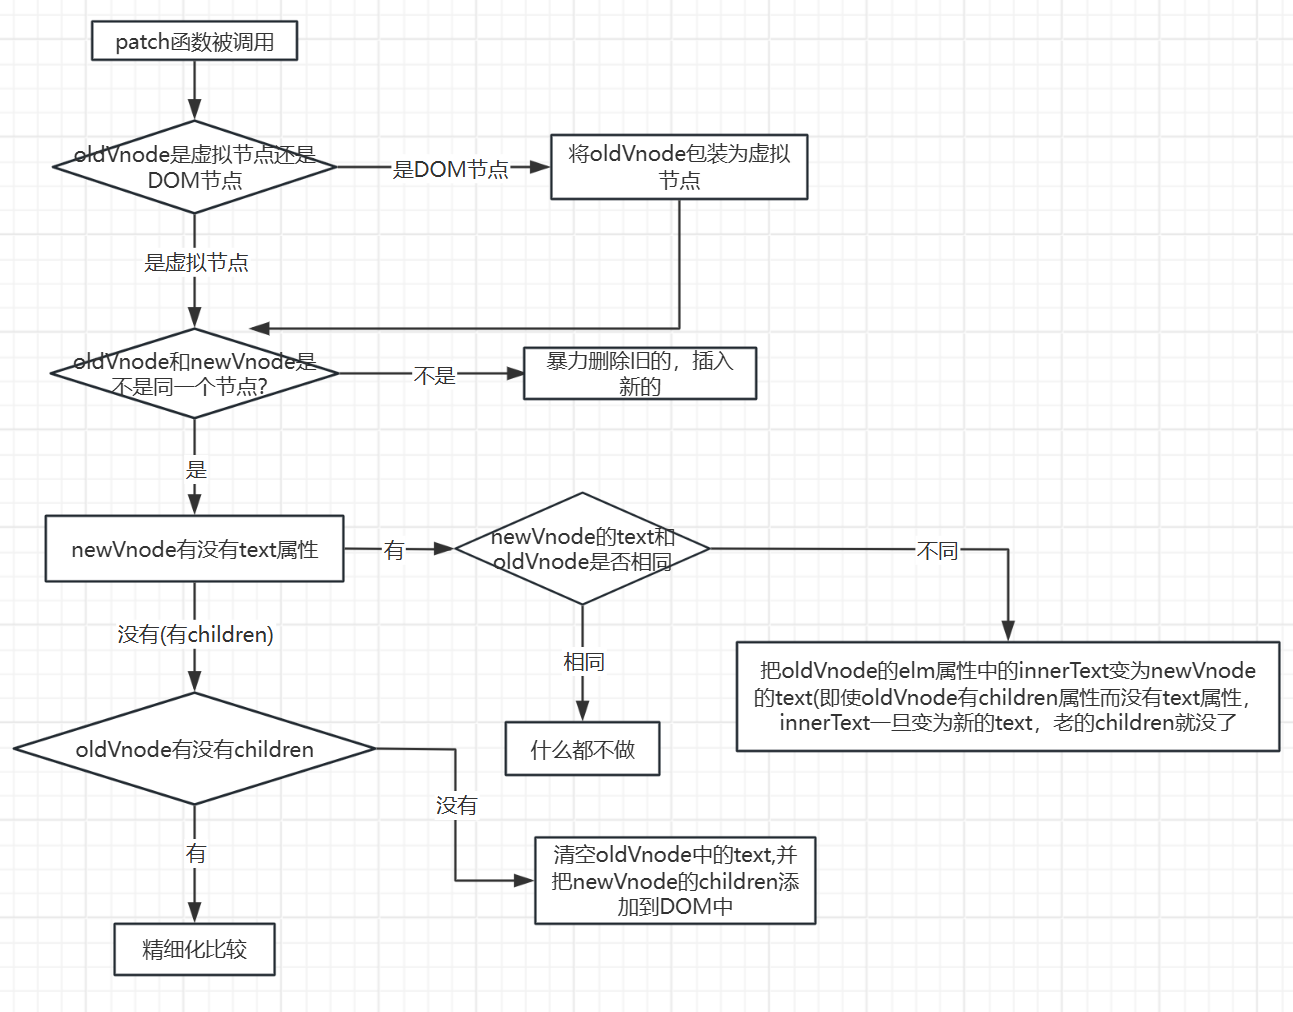 patch函数被调用
oldVnode是虚拟节点还是
DOM节点
是DOM节点
将oldVnode包装为虚拟
节点
是虚拟节点
oldVnode和newVnode是
不是同一个节点?
不是
暴力删除旧的，插入
新的
是
newVnode有没有text属性
有
newVnode的text和
oldVnode是否相同
不同
没有(有children)
相同
把oldVnode的elm属性中的innerText变为newVnode
的text(即使oldVnode有children属性而没有text属性，
innerText一旦变为新的text，老的children就没了
oldVnode有没有children
什么都不做
没有
有
清空oldVnode中的text,并
把newVnode的children添
加到DOM中
精细化比较